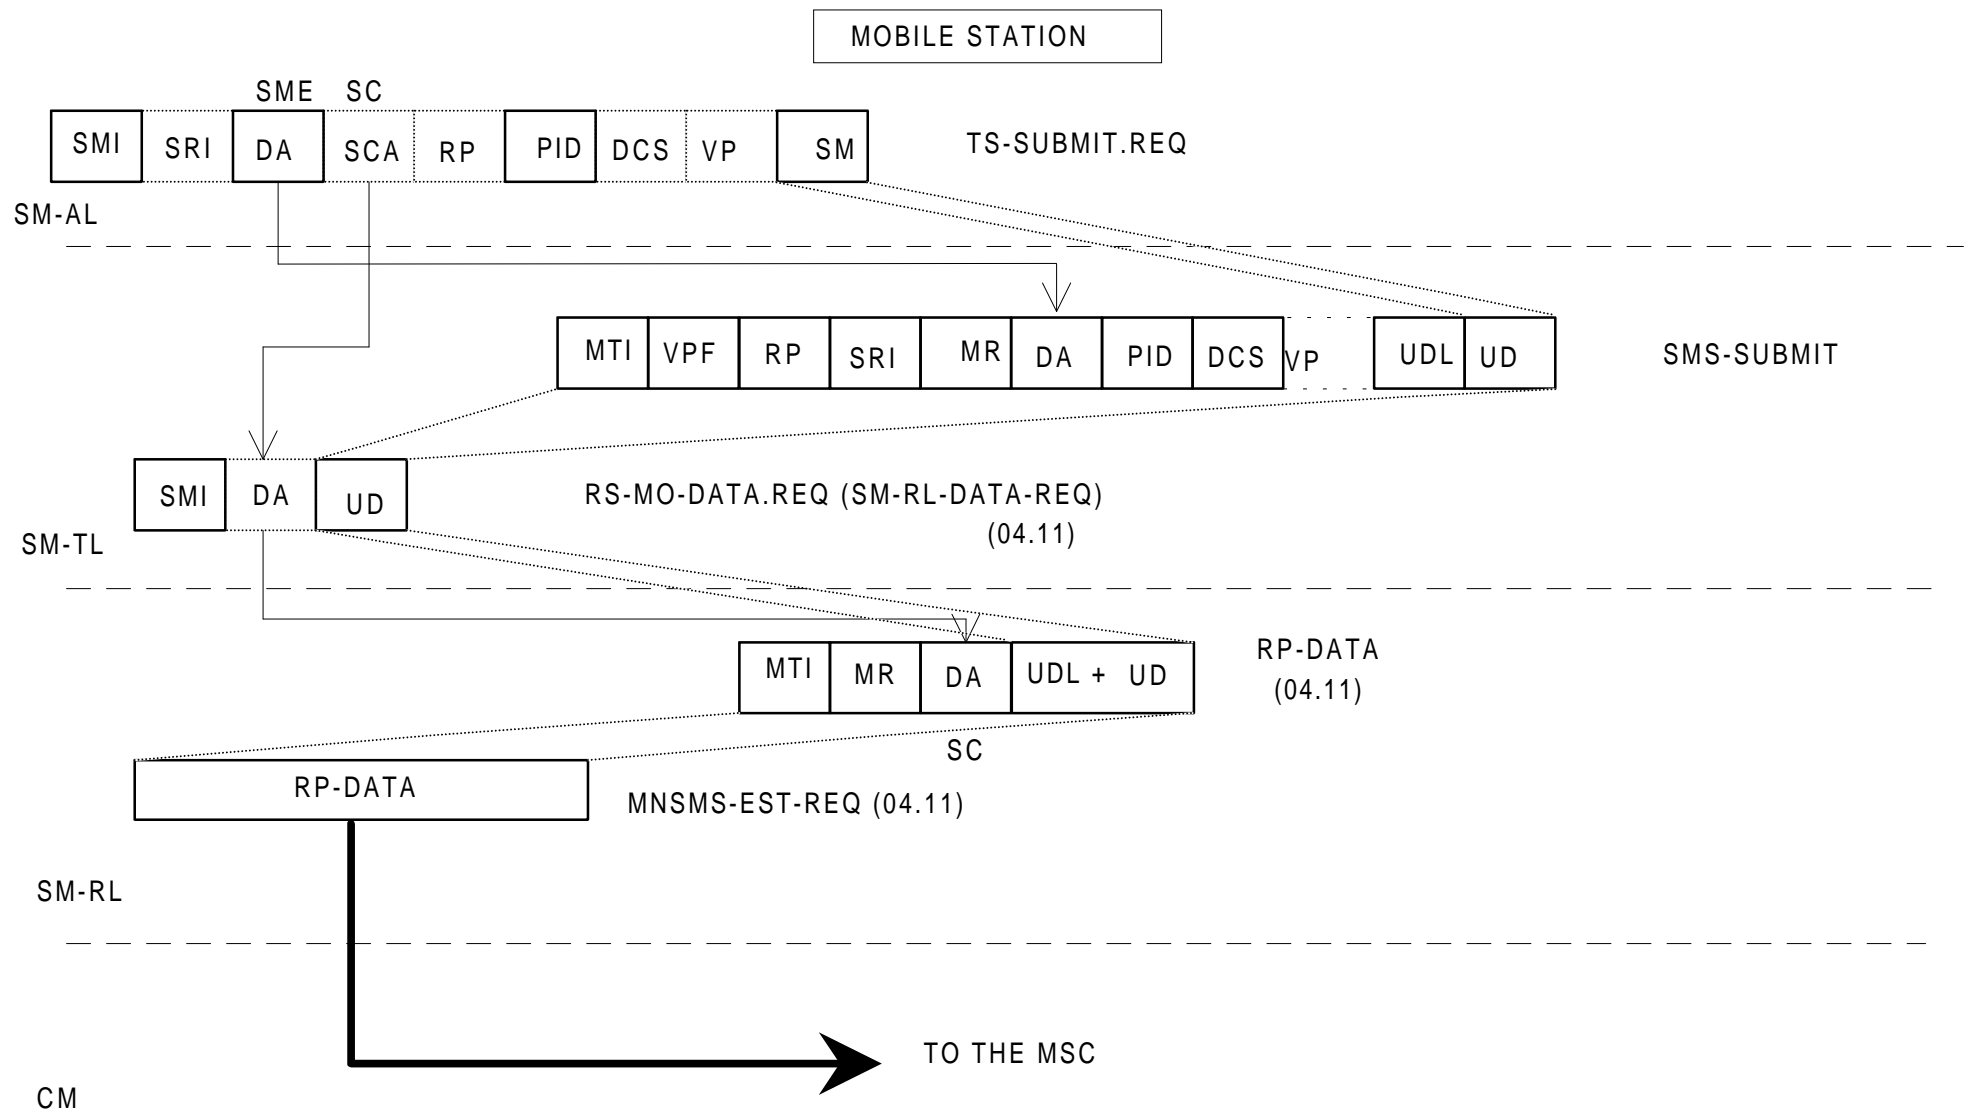 MOBILE STATION
SME SC
SMI SRI DA SCA RP PID DCS VP SM
TS-SUBMIT.REQ
SM-AL
MTI VPF RP SRI MR DA PID DCS VP UDL UD
SMS-SUBMIT
SMI DA UD
RS-MO-DATA.REQ (SM-RL-DATA-REQ)
(04.11)
SM-TL
MTI MR DA UDL + UD
RP-DATA
(04.11)
SC
RP-DATA
MNSMS-EST-REQ (04.11)
SM-RL
TO THE MSC
CM